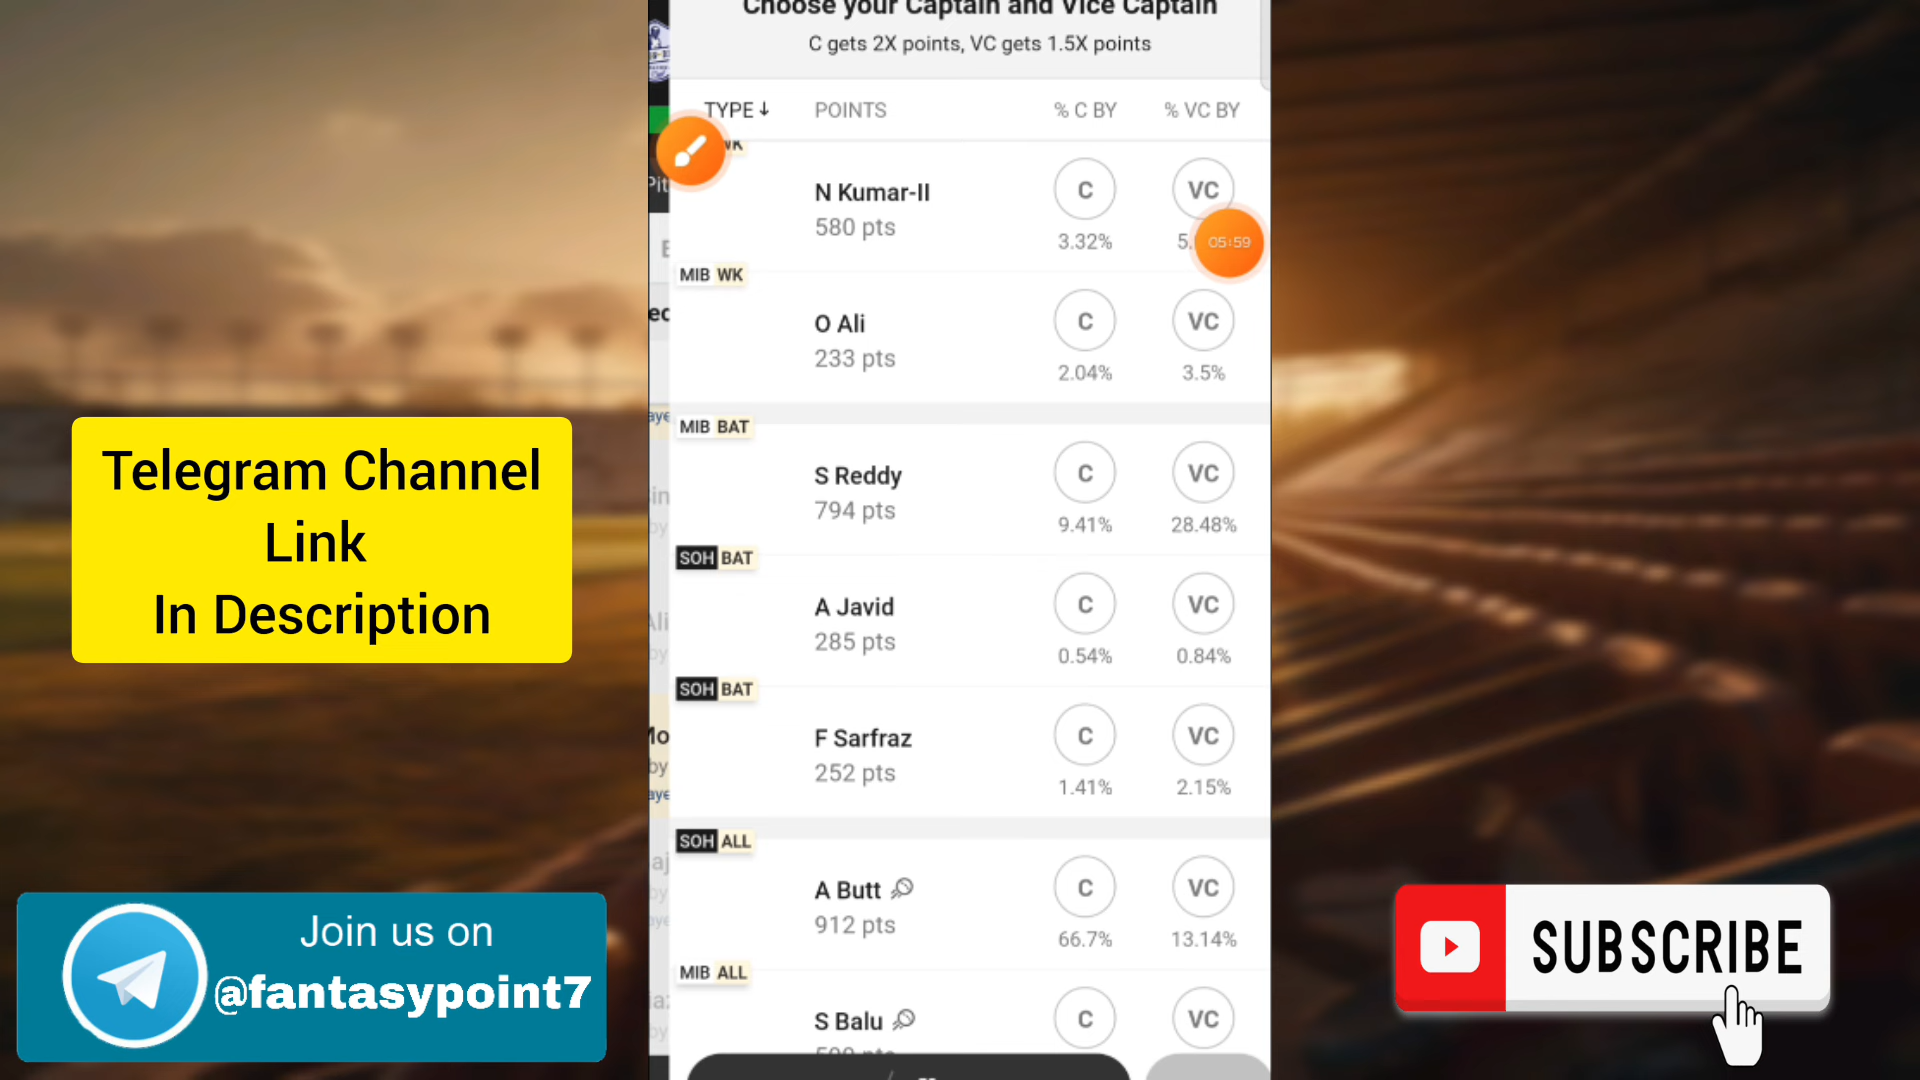 Choose your Captain and Vice Captain
C gets 2X points, VC gets 1.5X points
TYPE↓ POINTS % C BY % VC BY
N Kumar-II C VC
580 pts
3.32% 5.
05:59
MIB WK
O Ali C VC
233 pts
2.04% 3.5%
MIB BAT
S Reddy C VC
794 pts
9.41% 28.48%
SOH BAT
A Javid C VC
285 pts
0.54% 0.84%
SOH BAT
F Sarfraz C VC
252 pts
1.41% 2.15%
SOH ALL
A Butt C VC
912 pts
66.7% 13.14%
MIB ALL
S Balu C VC
Telegram Channel
Link
In Description
Join us on
@fantasypoint7
SUBSCRIBE